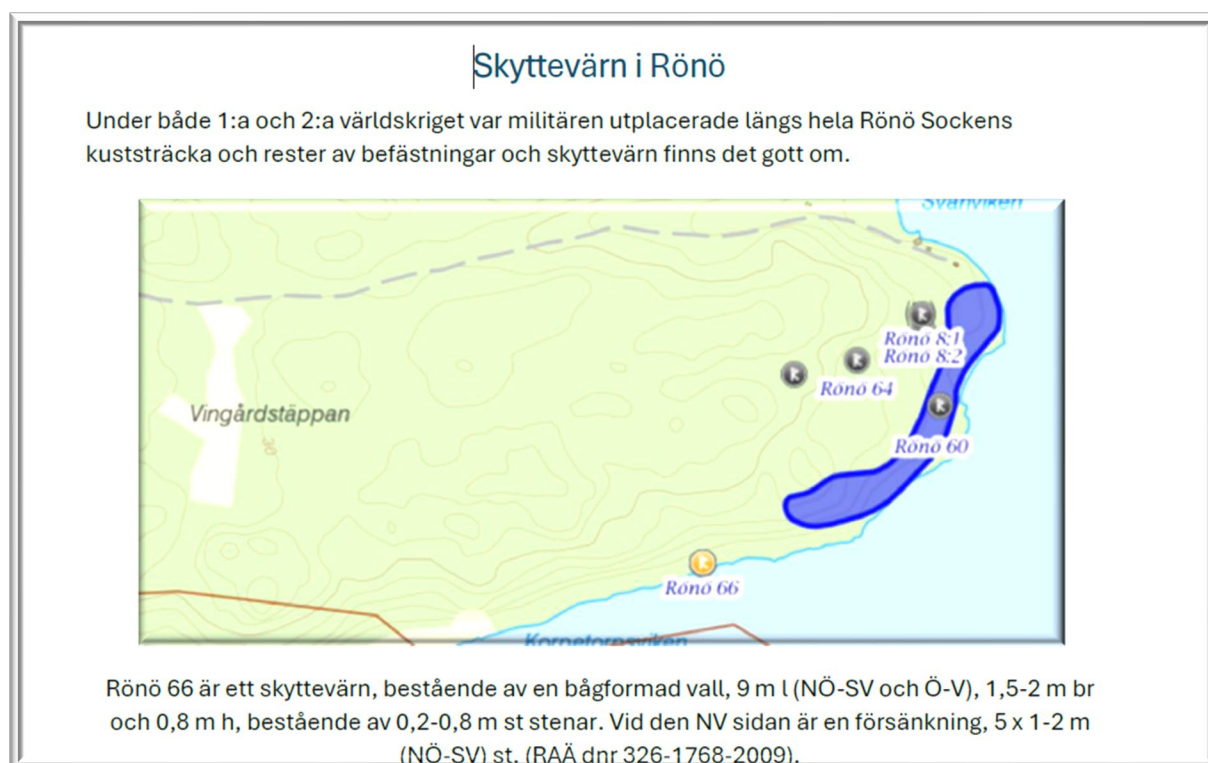 Skyttevärn i Rönö
Under både 1:a och 2:a världskriget var militären utplacerade längs hela Rönö Sockens
kuststräcka och rester av befästningar och skyttevärn finns det gott om.
Svanviken
Rönö 8:1
Rönö 8:2
Rönö 64
Vingårdstäppan
30
Rönö 60
Rönö 66
Korpetorpsviken
Rönö 66 är ett skyttevärn, bestående av en bågformad vall, 9 m l (NÖ-SV och Ö-V), 1,5-2 m br
och 0,8 m h, bestående av 0,2-0,8 m st stenar. Vid den NV sidan är en försänkning, 5 x 1-2 m
(NÖ-SV) st. (RAÄ dnr 326-1768-2009).